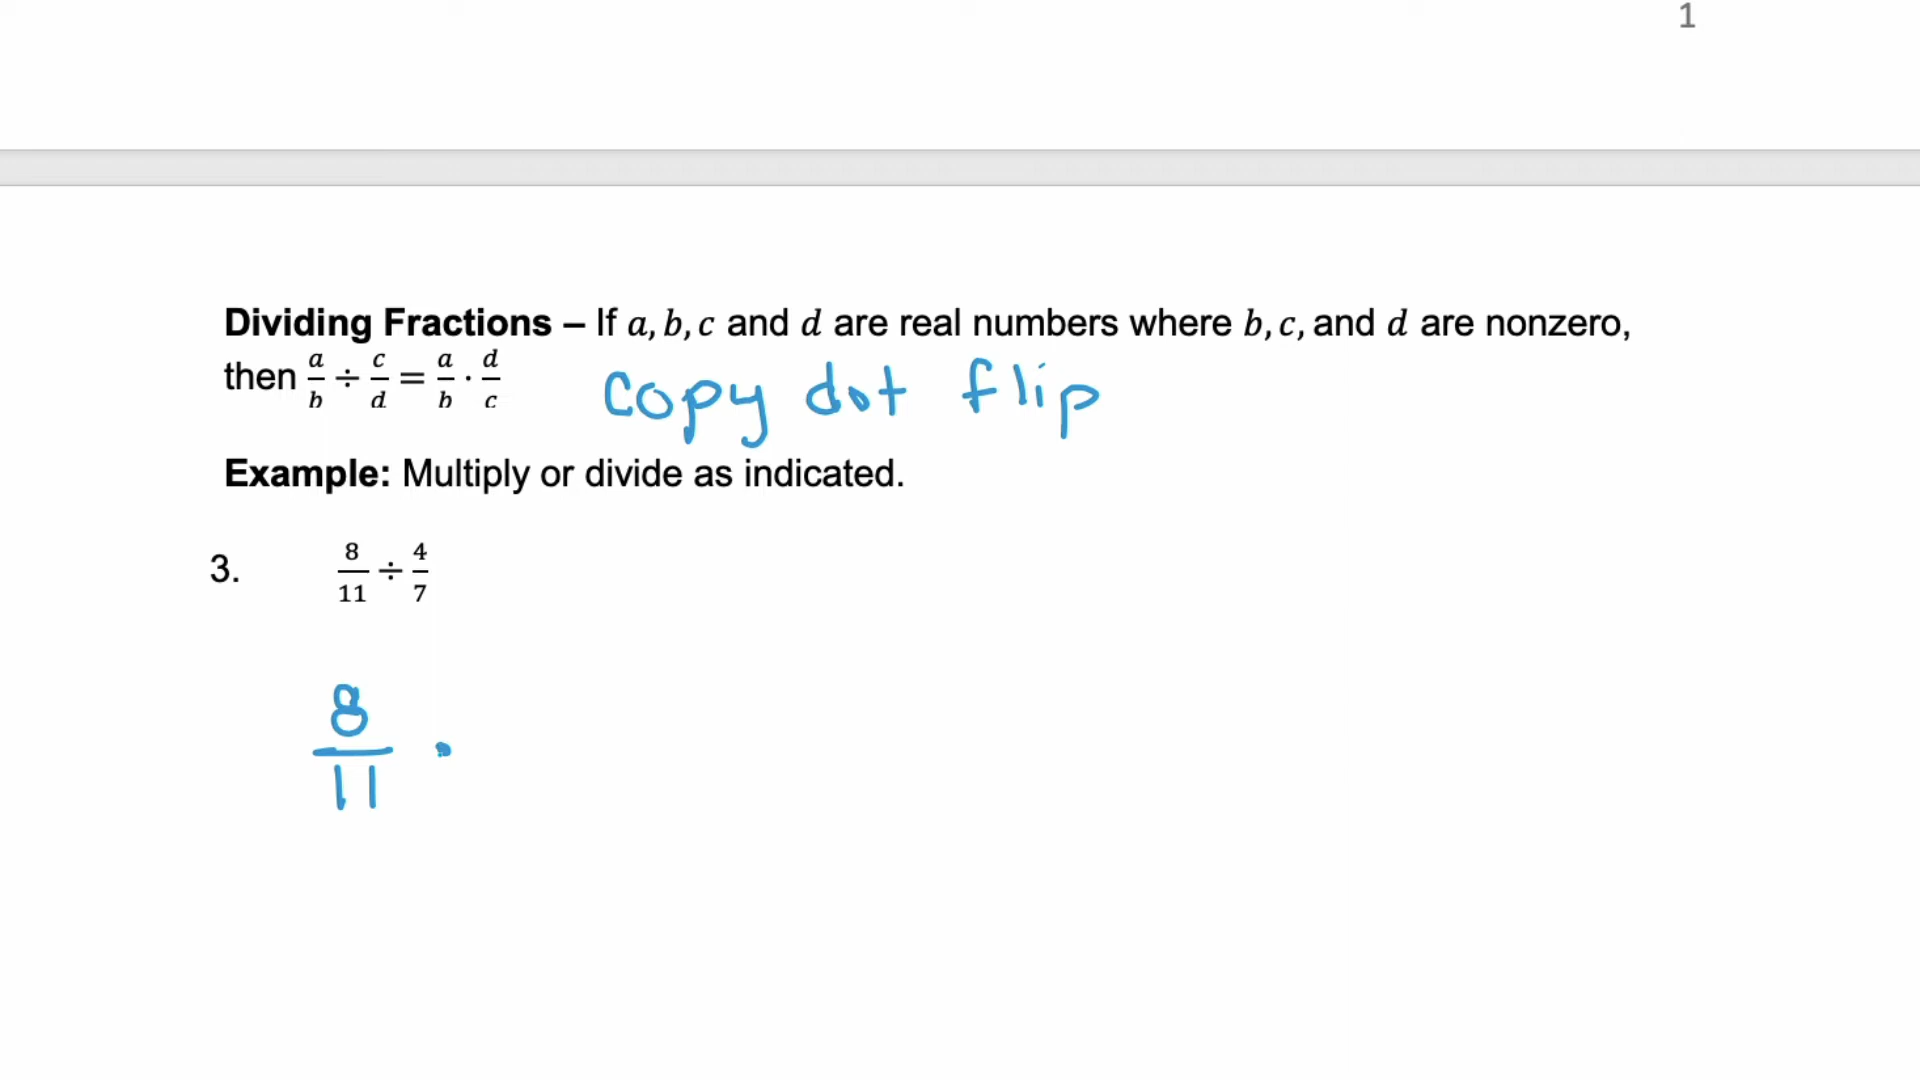 1
Dividing Fractions – If a, b, c and d are real numbers where b, c, and d are nonzero,
then a/b ÷ c/d = a/b · d/c copy dot flip
Example: Multiply or divide as indicated.
3. 8/11 ÷ 4/7
8/11 ·